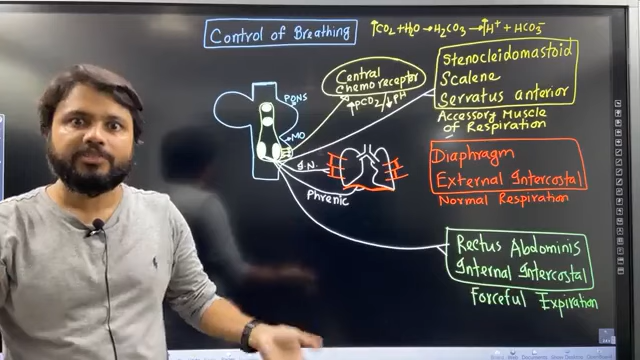 Control of Breathing
↑CO2 + H2O → H2CO3 → ↑H+ + HCO3-
Central
Chemoreceptor
↑PCO2/↓PH
PONS
MO
I.N.
Phrenic
Stenocleidomastoid
Scalene
Serratus anterior
Accessory Muscle
of Respiration
Diaphragm
External Intercostal
Normal Respiration
Rectus Abdominis
Internal Intercostal
Forceful Expiration